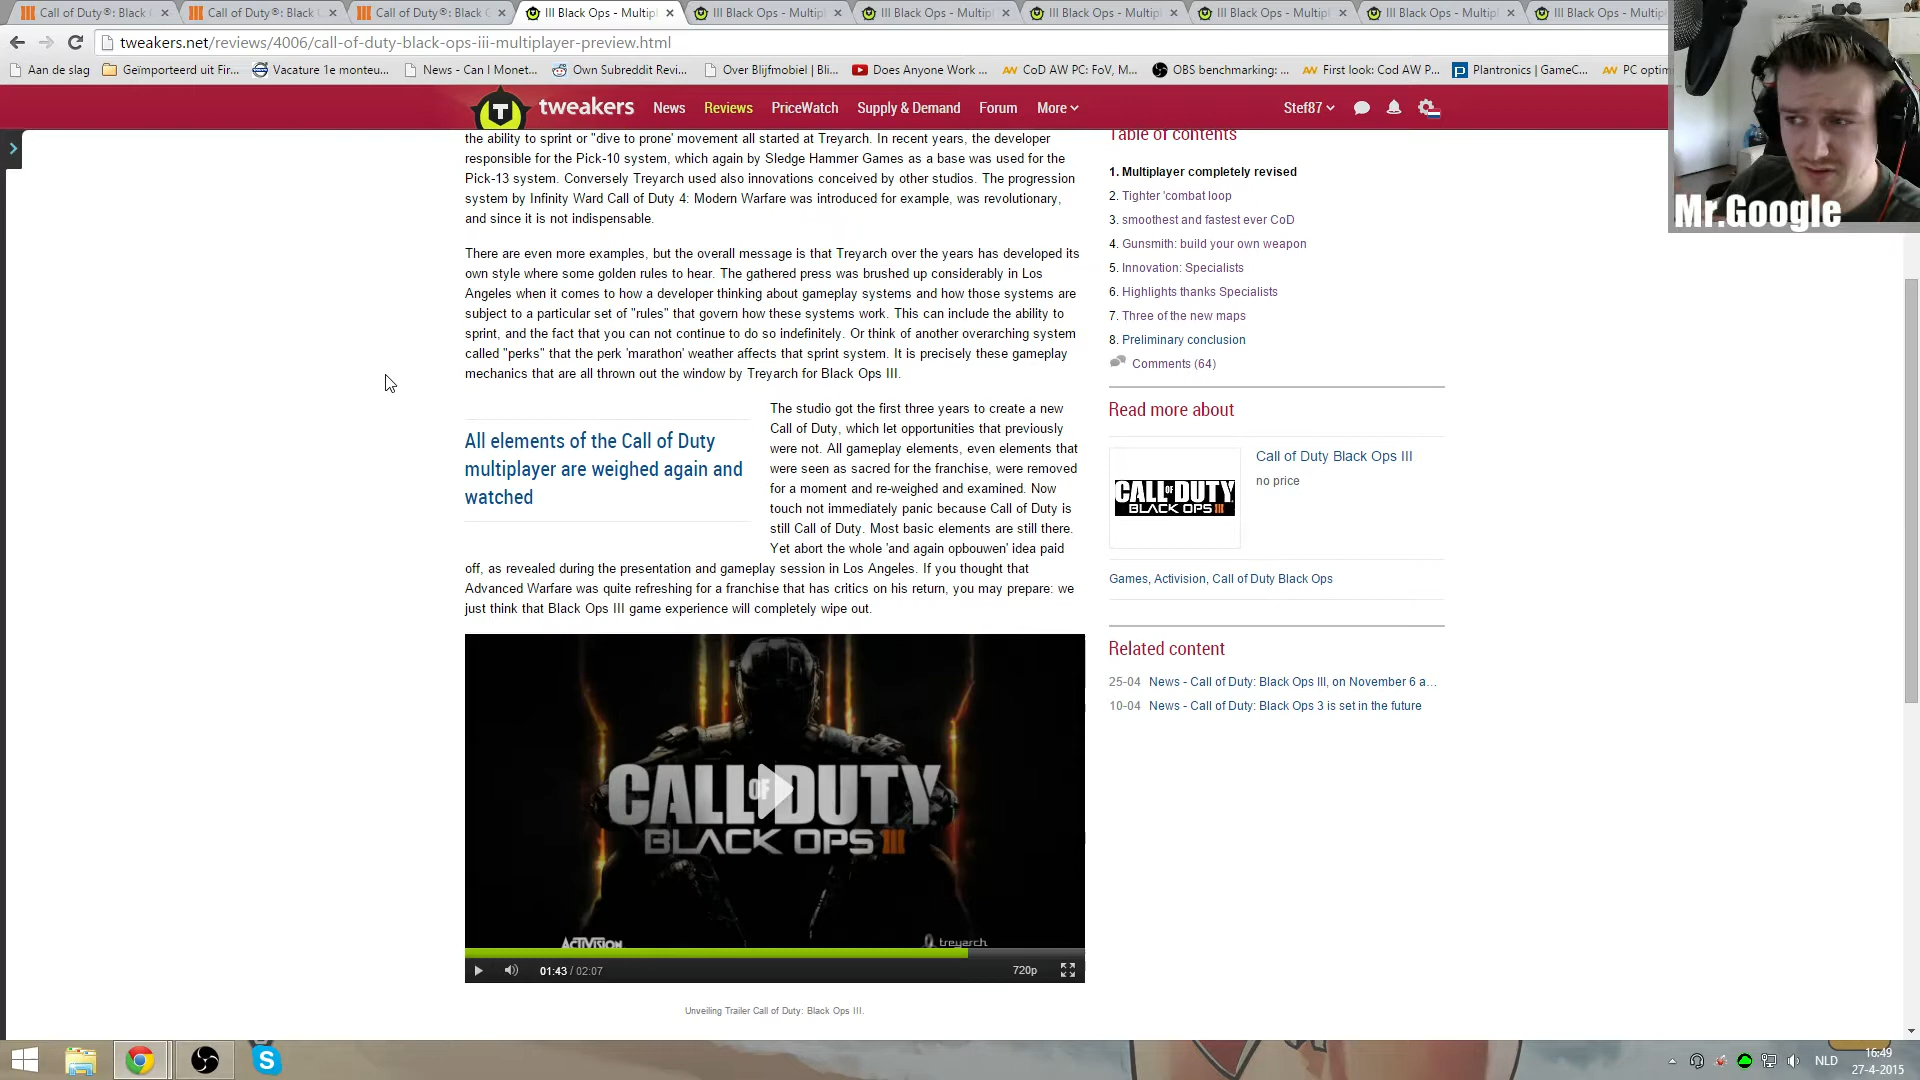 Call of Duty®: Black
Call of Duty®: Black
Call of Duty®: Black
III Black Ops - Multipl
III Black Ops - Multipl
III Black Ops - Multipl
III Black Ops - Multipl
III Black Ops - Multipl
III Black Ops - Multipl
III Black Ops - Multipl
tweakers.net/reviews/4006/call-of-duty-black-ops-iii-multiplayer-preview.html
Aan de slag
Geïmporteerd uit Fir...
Vacature 1e monteu...
News - Can I Monet...
Own Subreddit Revi...
Over Blijfmobiel | Bli...
Does Anyone Work ...
CoD AW PC: FoV, M...
OBS benchmarking: ...
First look: Cod AW P...
Plantronics | GameC...
PC optim
tweakers
News
Reviews
PriceWatch
Supply & Demand
Forum
More
Stef87
Mr.Google
the ability to sprint or "dive to prone' movement all started at Treyarch. In recent years, the developer
responsible for the Pick-10 system, which again by Sledge Hammer Games as a base was used for the
Pick-13 system. Conversely Treyarch used also innovations conceived by other studios. The progression
system by Infinity Ward Call of Duty 4: Modern Warfare was introduced for example, was revolutionary,
and since it is not indispensable.
There are even more examples, but the overall message is that Treyarch over the years has developed its
own style where some golden rules to hear. The gathered press was brushed up considerably in Los
Angeles when it comes to how a developer thinking about gameplay systems and how those systems are
subject to a particular set of "rules" that govern how these systems work. This can include the ability to
sprint, and the fact that you can not continue to do so indefinitely. Or think of another overarching system
called "perks" that the perk 'marathon' weather affects that sprint system. It is precisely these gameplay
mechanics that are all thrown out the window by Treyarch for Black Ops III.
All elements of the Call of Duty
multiplayer are weighed again and
watched
The studio got the first three years to create a new
Call of Duty, which let opportunities that previously
were not. All gameplay elements, even elements that
were seen as sacred for the franchise, were removed
for a moment and re-weighed and examined. Now
touch not immediately panic because Call of Duty is
still Call of Duty. Most basic elements are still there.
Yet abort the whole 'and again opbouwen' idea paid
off, as revealed during the presentation and gameplay session in Los Angeles. If you thought that
Advanced Warfare was quite refreshing for a franchise that has critics on his return, you may prepare: we
just think that Black Ops III game experience will completely wipe out.
CALL OF DUTY
BLACK OPS III
ACTIVISION
treyarch
01:43 / 02:07
720p
Unveiling Trailer Call of Duty: Black Ops III.
Table of contents
1. Multiplayer completely revised
2. Tighter 'combat loop
3. smoothest and fastest ever CoD
4. Gunsmith: build your own weapon
5. Innovation: Specialists
6. Highlights thanks Specialists
7. Three of the new maps
8. Preliminary conclusion
Comments (64)
Read more about
CALL OF DUTY
BLACK OPS III
Call of Duty Black Ops III
no price
Games, Activision, Call of Duty Black Ops
Related content
25-04 News - Call of Duty: Black Ops III, on November 6 a...
10-04 News - Call of Duty: Black Ops 3 is set in the future
NLD
16:49
27-4-2015